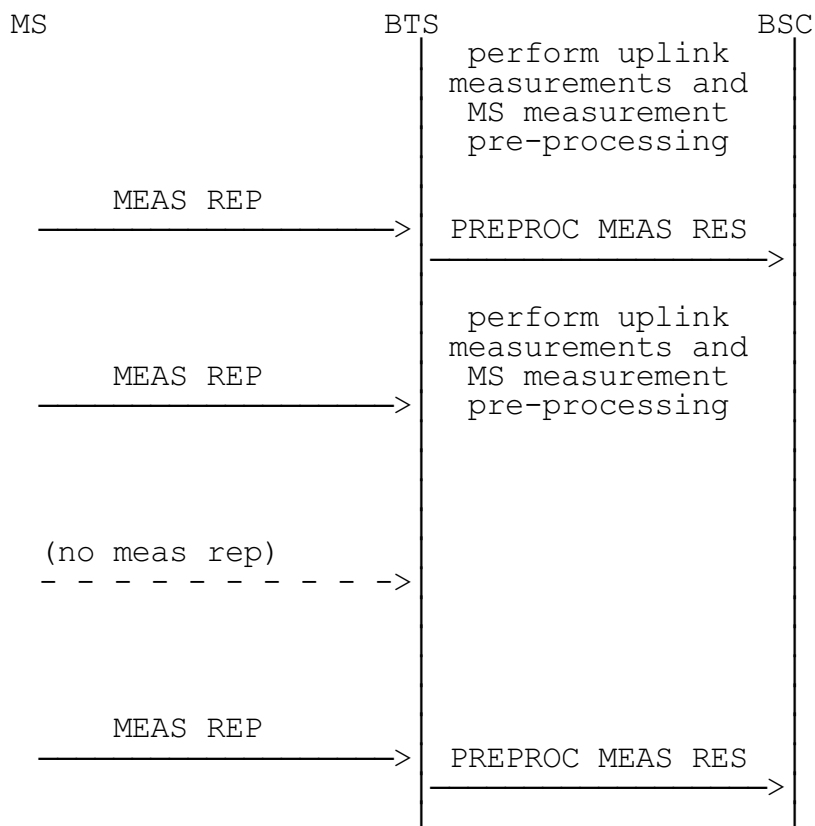 MS BTS BSC
perform uplink
measurements and
MS measurement
pre-processing
MEAS REP
PREPROC MEAS RES
perform uplink
measurements and
MS measurement
pre-processing
MEAS REP
(no meas rep)
MEAS REP
PREPROC MEAS RES